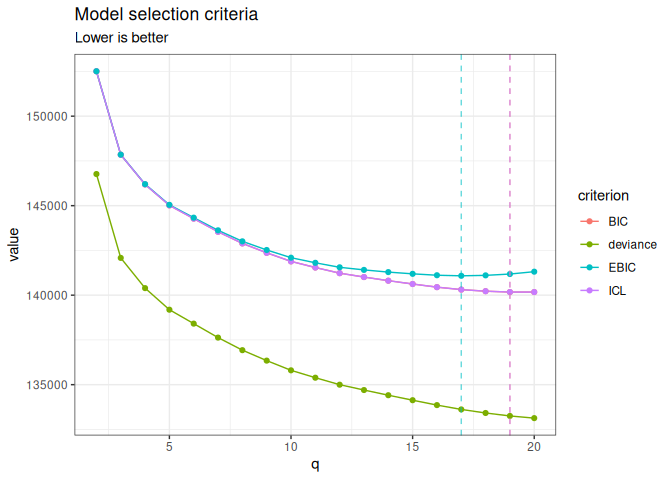 Model selection criteria
Lower is better
150000
145000
140000
135000
value
5 10 15 20
q
criterion
BIC
deviance
EBIC
ICL